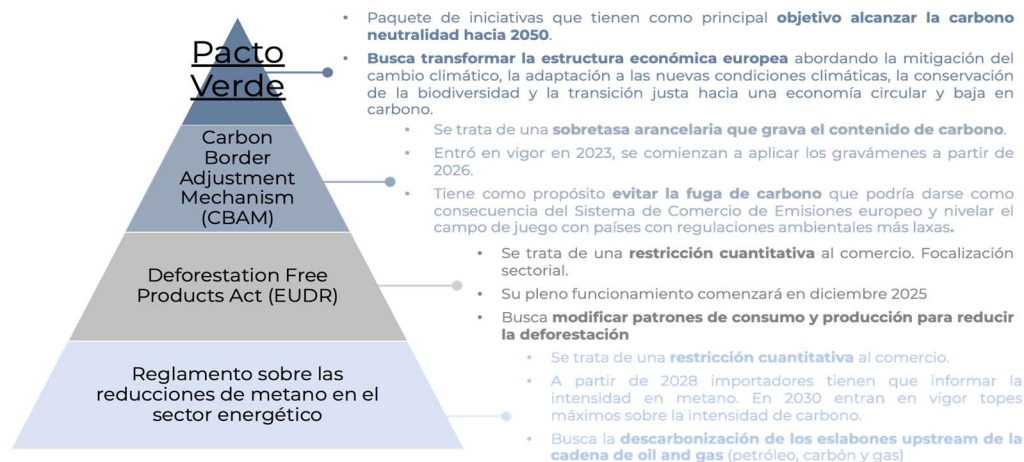 Pacto
Verde
• Paquete de iniciativas que tienen como principal objetivo alcanzar la carbono
neutralidad hacia 2050.
• Busca transformar la estructura económica europea abordando la mitigación del
cambio climático, la adaptación a las nuevas condiciones climáticas, la conservación
de la biodiversidad y la transición justa hacia una economía circular y baja en
carbono.
Carbon
Border
Adjustment
Mechanism
(CBAM)
• Se trata de una sobretasa arancelaria que grava el contenido de carbono.
• Entró en vigor en 2023, se comienzan a aplicar los gravámenes a partir de
2026.
• Tiene como propósito evitar la fuga de carbono que podría darse como
consecuencia del Sistema de Comercio de Emisiones europeo y nivelar el
campo de juego con países con regulaciones ambientales más laxas.
Deforestation Free
Products Act (EUDR)
• Se trata de una restricción cuantitativa al comercio. Focalización
sectorial.
• Su pleno funcionamiento comenzará en diciembre 2025
• Busca modificar patrones de consumo y producción para reducir
la deforestación
Reglamento sobre las
reducciones de metano en el
sector energético
• Se trata de una restricción cuantitativa al comercio.
• A partir de 2028 importadores tienen que informar la
intensidad en metano. En 2030 entran en vigor topes
máximos sobre la intensidad de carbono.
• Busca la descarbonización de los eslabones upstream de la
cadena de oil and gas (petróleo, carbón y gas)